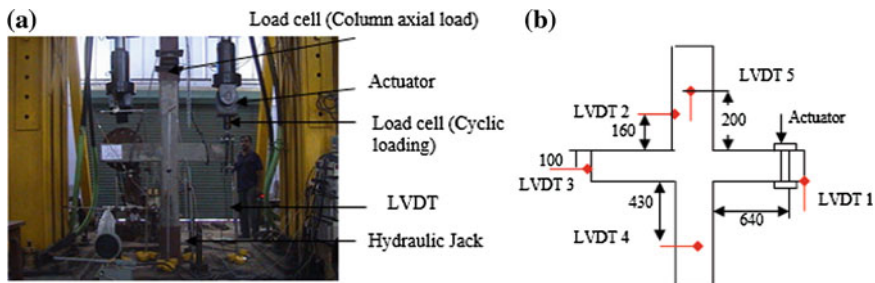 (a)
Load cell (Column axial load)
Actuator
Load cell (Cyclic
loading)
LVDT
Hydraulic Jack
(b)
LVDT 5
LVDT 2
160
200
Actuator
100
LVDT 3
430
640
LVDT 1
LVDT 4